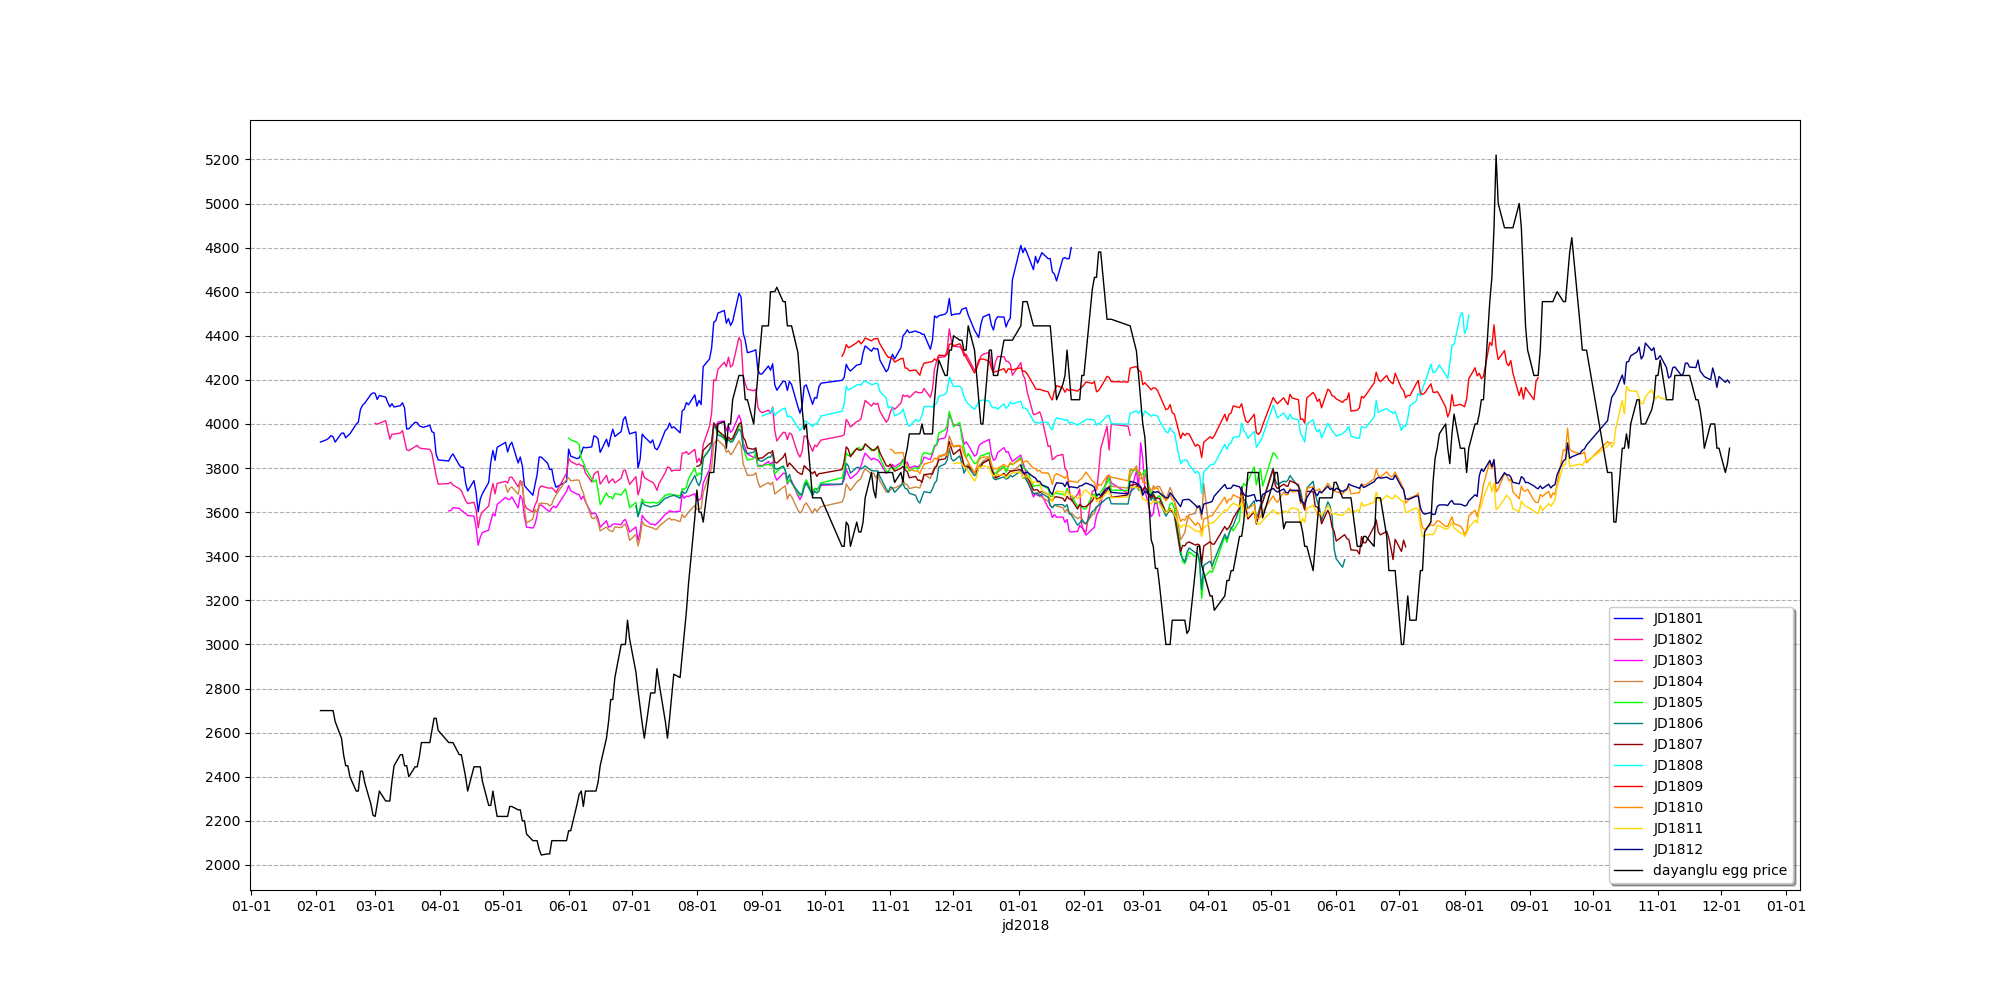 5200
5000
4800
4600
4400
4200
4000
3800
3600
3400
3200
3000
2800
2600
2400
2200
2000
01-01 02-01 03-01 04-01 05-01 06-01 07-01 08-01 09-01 10-01 11-01 12-01 01-01 02-01 03-01 04-01 05-01 06-01 07-01 08-01 09-01 10-01 11-01 12-01 01-01
jd2018
JD1801
JD1802
JD1803
JD1804
JD1805
JD1806
JD1807
JD1808
JD1809
JD1810
JD1811
JD1812
dayanglu egg price